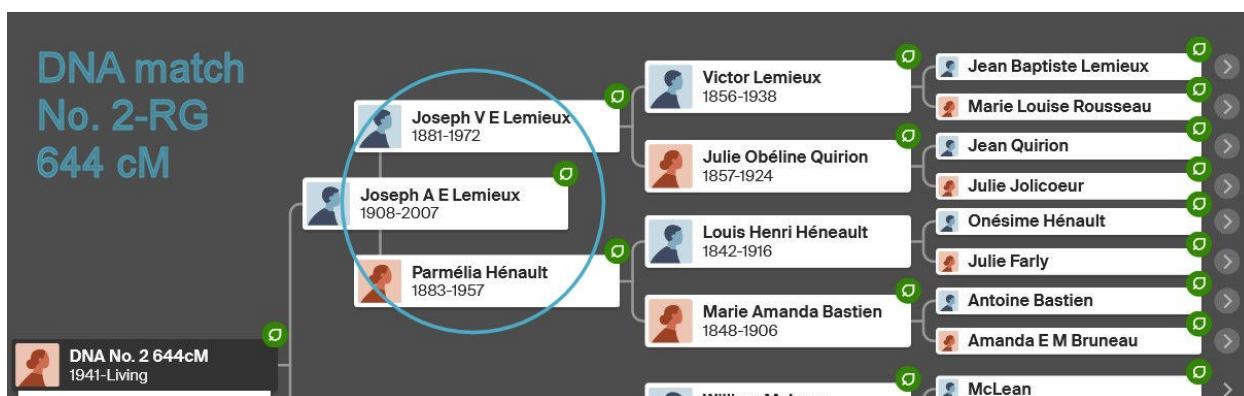 DNA match
No. 2-RG
644 cM
Joseph V E Lemieux
1881-1972
Joseph A E Lemieux
1908-2007
Parmélia Hénault
1883-1957
DNA No. 2 644cM
1941-Living
Victor Lemieux
1856-1938
Julie Obéline Quirion
1857-1924
Louis Henri Héneault
1842-1916
Marie Amanda Bastien
1848-1906
Jean Baptiste Lemieux
Marie Louise Rousseau
Jean Quirion
Julie Jolicoeur
Onésime Hénault
Julie Farly
Antoine Bastien
Amanda E M Bruneau
McLean